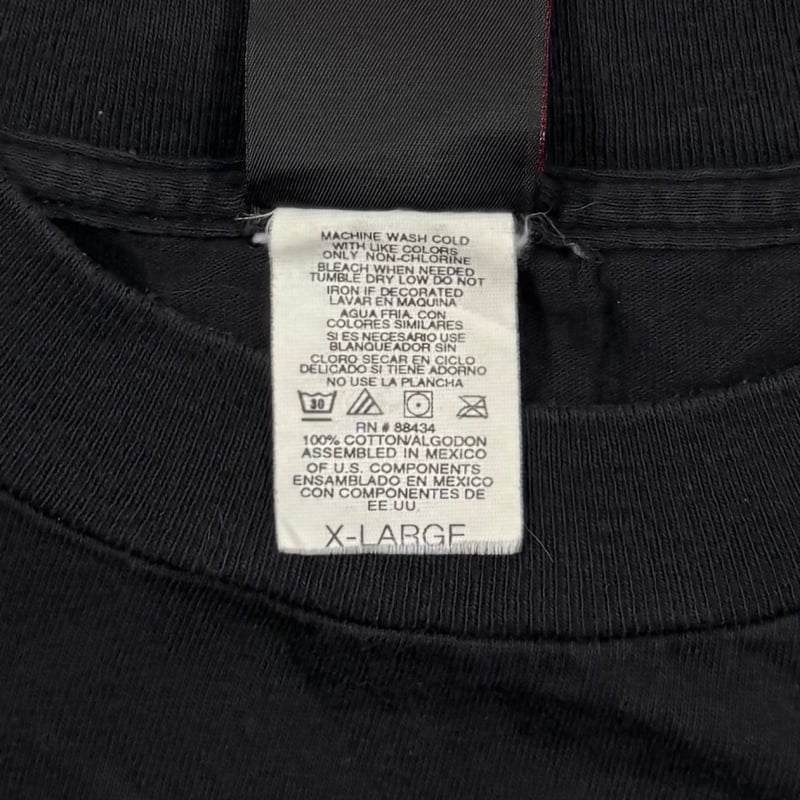 MACHINE WASH COLD
WITH LIKE COLORS
ONLY NON-CHLORINE
BLEACH WHEN NEEDED
TUMBLE DRY LOW DO NOT
IRON IF DECORATED
LAVAR EN MAQUINA
AGUA FRIA. CON
COLORES SIMILARES
SI ES NECESARIO USE
BLANQUEADOR SIN
CLORO SECAR EN CICLO
DELICADO SI TIENE ADORNO
NO USE LA PLANCHA
30
RN # 88434
100% COTTON/ALGODON
ASSEMBLED IN MEXICO
OF U.S. COMPONENTS
ENSAMBLADO EN MEXICO
CON COMPONENTES DE
EE.UU.
X-LARGE